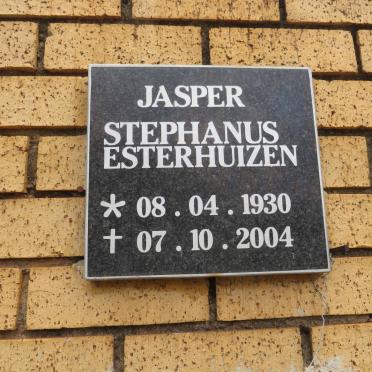 JASPER
STEPHANUS
ESTERHUIZEN
* 08 . 04 . 1930
† 07 . 10 . 2004